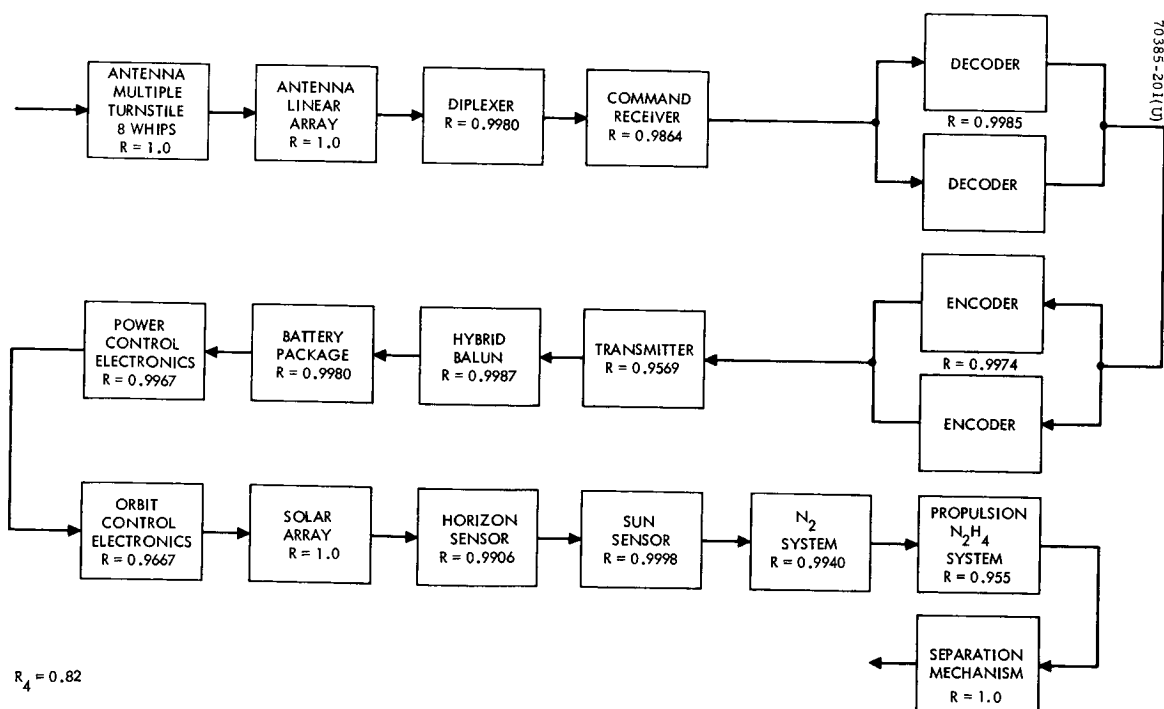 70385-201(U)
ANTENNA
MULTIPLE
TURNSTILE
8 WHIPS
R = 1.0
ANTENNA
LINEAR
ARRAY
R = 1.0
DIPLEXER
R = 0.9980
COMMAND
RECEIVER
R = 0.9864
DECODER
R = 0.9985
DECODER
ENCODER
R = 0.9974
ENCODER
TRANSMITTER
R = 0.9569
HYBRID
BALUN
R = 0.9987
BATTERY
PACKAGE
R = 0.9980
POWER
CONTROL
ELECTRONICS
R = 0.9967
ORBIT
CONTROL
ELECTRONICS
R = 0.9667
SOLAR
ARRAY
R = 1.0
HORIZON
SENSOR
R = 0.9906
SUN
SENSOR
R = 0.9998
N2
SYSTEM
R = 0.9940
PROPULSION
N2H4
SYSTEM
R = 0.955
SEPARATION
MECHANISM
R = 1.0
R4 = 0.82